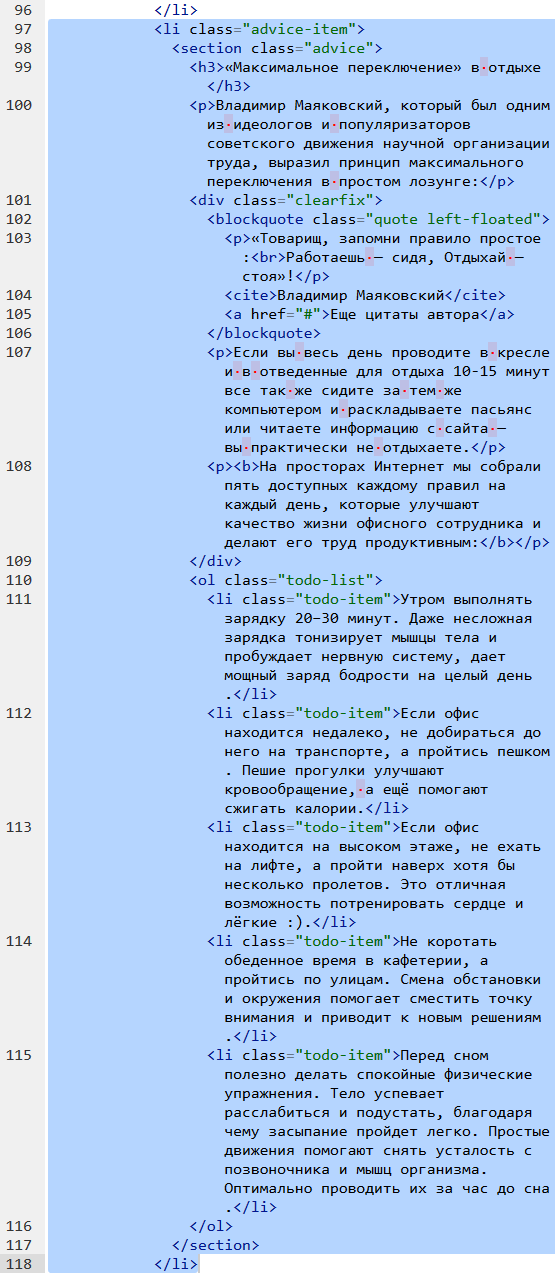 96 </li>
97 <li class="advice-item">
98 <section class="advice">
99 <h3>«Максимальное переключение» в·отдыхе
</h3>
100 <p>Владимир Маяковский, который был одним
из·идеологов и·популяризаторов
советского движения научной организации
труда, выразил принцип максимального
переключения в·простом лозунге:</p>
101 <div class="clearfix">
102 <blockquote class="quote left-floated">
103 <p>«Товарищ, запомни правило простое
:<br>Работаешь·— сидя, Отдыхай·—
стоя»!</p>
104 <cite>Владимир Маяковский</cite>
105 <a href="#">Еще цитаты автора</a>
106 </blockquote>
107 <p>Если вы·весь день проводите в·кресле
и·в·отведенные для отдыха 10-15 минут
все так·же сидите за·тем·же
компьютером и·раскладываете пасьянс
или читаете информацию с·сайта·—
вы·практически не·отдыхаете.</p>
108 <p><b>На просторах Интернет мы собрали
пять доступных каждому правил на
каждый день, которые улучшают
качество жизни офисного сотрудника и
делают его труд продуктивным:</b></p>
109 </div>
110 <ol class="todo-list">
111 <li class="todo-item">Утром выполнять
зарядку 20–30 минут. Даже несложная
зарядка тонизирует мышцы тела и
пробуждает нервную систему, дает
мощный заряд бодрости на целый день
.</li>
112 <li class="todo-item">Если офис
находится недалеко, не добираться до
него на транспорте, а пройтись пешком
. Пешие прогулки улучшают
кровообращение,·а ещё помогают
сжигать калории.</li>
113 <li class="todo-item">Если офис
находится на высоком этаже, не ехать
на лифте, а пройти наверх хотя бы
несколько пролетов. Это отличная
возможность потренировать сердце и
лёгкие :).</li>
114 <li class="todo-item">Не коротать
обеденное время в кафетерии, а
пройтись по улицам. Смена обстановки
и окружения помогает сместить точку
внимания и приводит к новым решениям
.</li>
115 <li class="todo-item">Перед сном
полезно делать спокойные физические
упражнения. Тело успевает
расслабиться и подустать, благодаря
чему засыпание пройдет легко. Простые
движения помогают снять усталость с
позвоночника и мышц организма.
Оптимально проводить их за час до сна
.</li>
116 </ol>
117 </section>
118 </li>